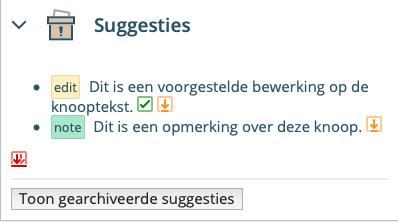 Suggesties
edit Dit is een voorgestelde bewerking op de
knooptekst.
note Dit is een opmerking over deze knoop.
Toon gearchiveerde suggesties